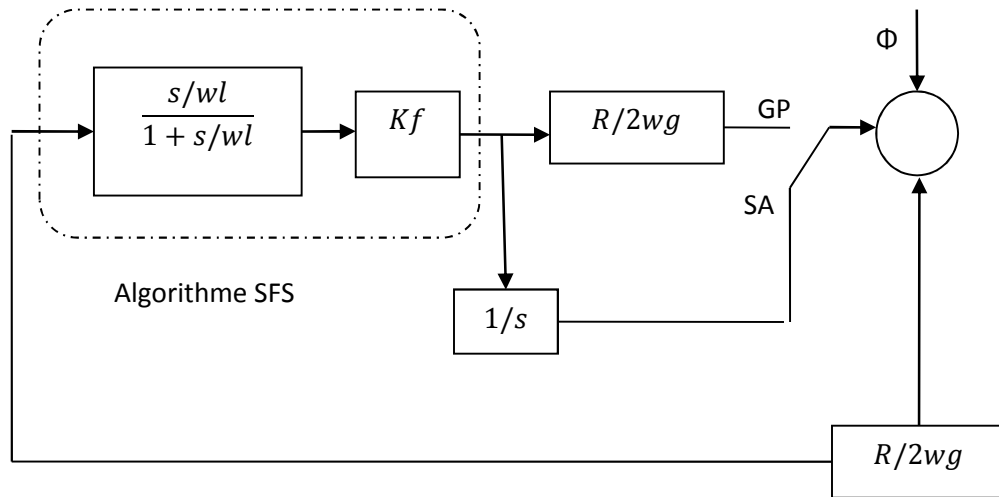 Φ
s/wl
1 + s/wl
Kf
R/2wg
GP
SA
Algorithme SFS
1/s
R/2wg